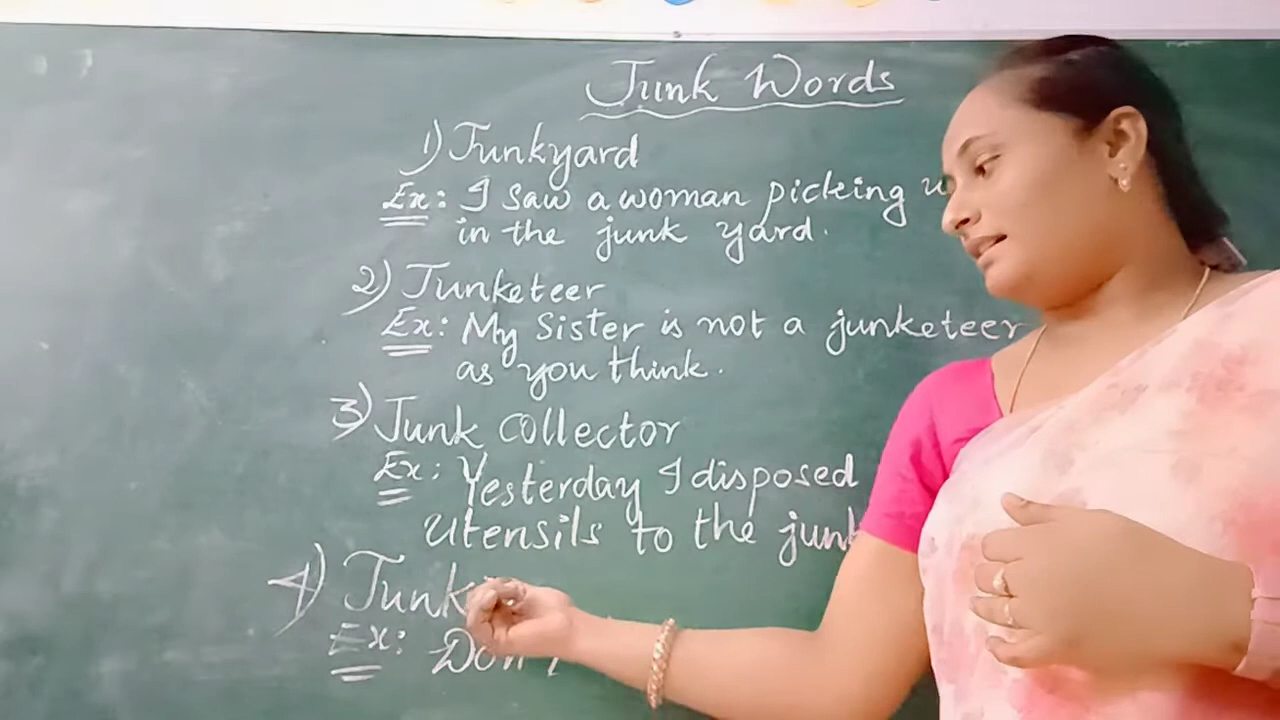 Junk Words
1) Junkyard
Ex: I saw a woman picking
in the junk yard.
2) Junketeer
Ex: My Sister is not a junketeer
as you think.
3) Junk collector
Ex: Yesterday I disposed
Utensils to the junk
4) Junk
Ex: Don't